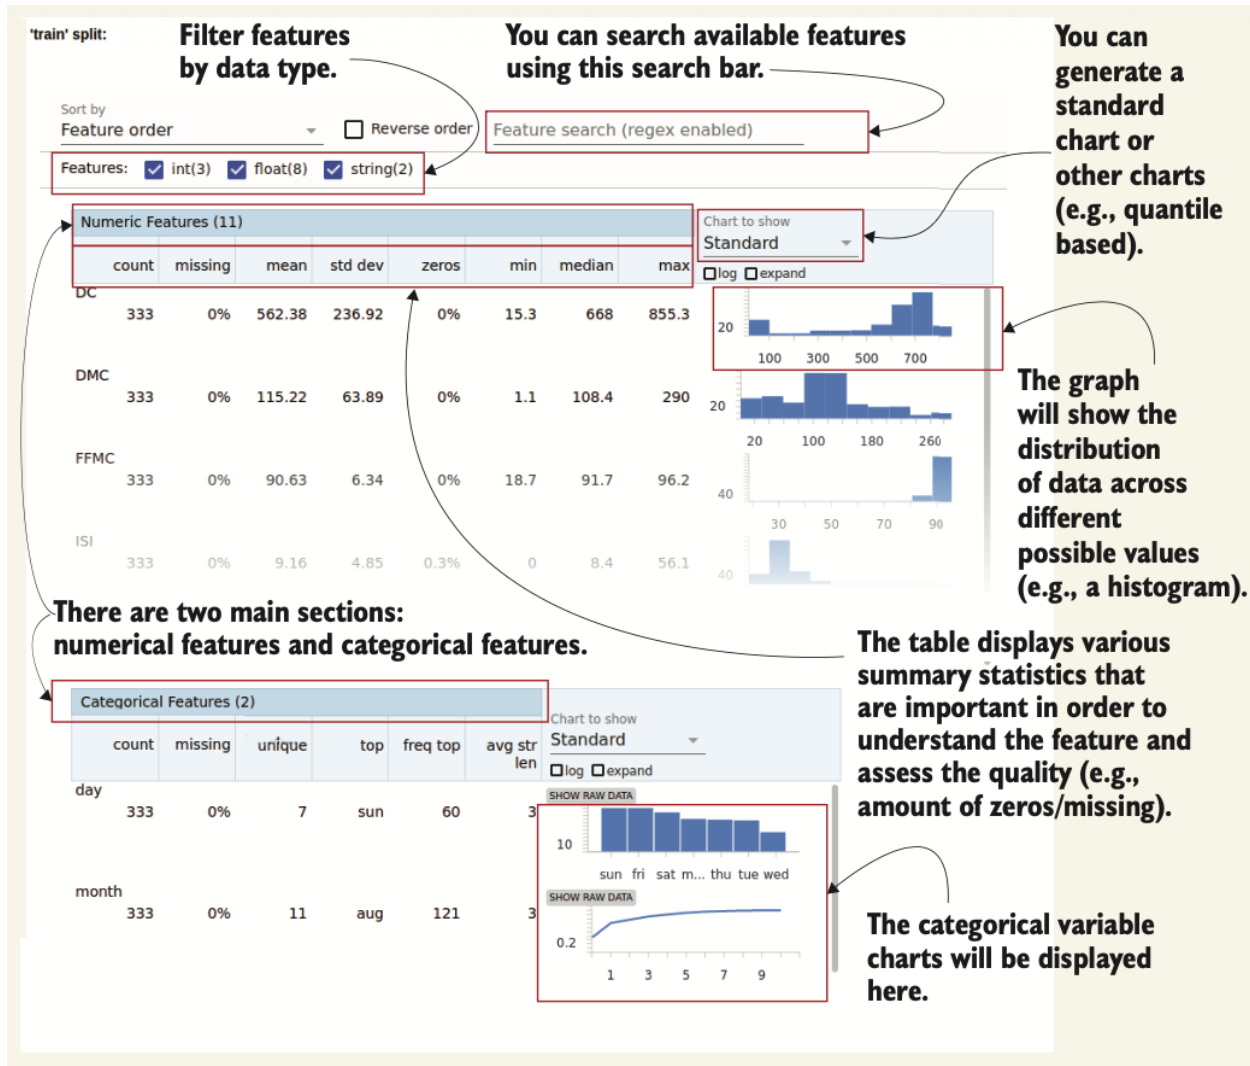 'train' split:
Filter features
by data type.
You can search available features
using this search bar.
You can
generate a
standard
chart or
other charts
(e.g., quantile
based).
Sort by
Feature order
Reverse order
Feature search (regex enabled)
Features: int(3) float(8) string(2)
Numeric Features (11)
Chart to show
Standard
log expand
count missing mean std dev zeros min median max
DC
333 0% 562.38 236.92 0% 15.3 668 855.3
20
100 300 500 700
DMC
333 0% 115.22 63.89 0% 1.1 108.4 290
20
20 100 180 260
FFMC
333 0% 90.63 6.34 0% 18.7 91.7 96.2
40
30 50 70 90
ISI
333 0% 9.16 4.85 0.3% 0 8.4 56.1
40
The graph
will show the
distribution
of data across
different
possible values
(e.g., a histogram).
There are two main sections:
numerical features and categorical features.
The table displays various
summary statistics that
are important in order to
understand the feature and
assess the quality (e.g.,
amount of zeros/missing).
Categorical Features (2)
Chart to show
Standard
log expand
count missing unique top freq top avg str
len
day
333 0% 7 sun 60 3
SHOW RAW DATA
10
sun fri sat m... thu tue wed
month
333 0% 11 aug 121 3
SHOW RAW DATA
0.2
1 3 5 7 9
The categorical variable
charts will be displayed
here.